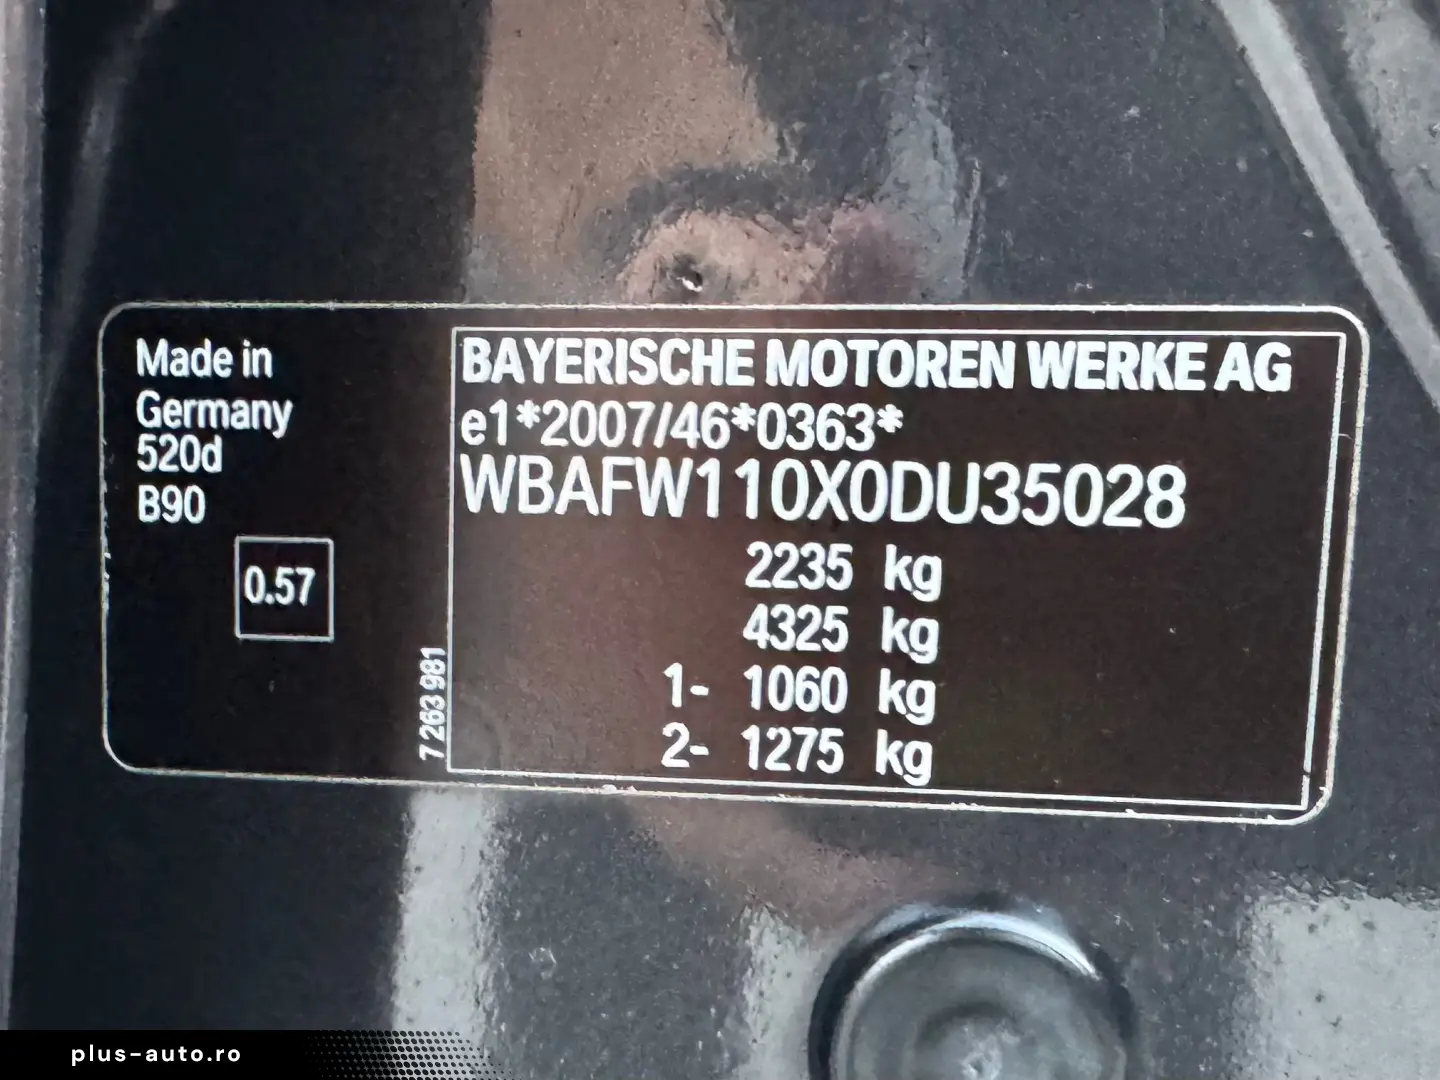 Made in
Germany
520d
B90
0.57
7 263 981
BAYERISCHE MOTOREN WERKE AG
e1*2007/46*0363*
WBAFW110X0DU35028
2235 kg
4325 kg
1- 1060 kg
2- 1275 kg
plus-auto.ro